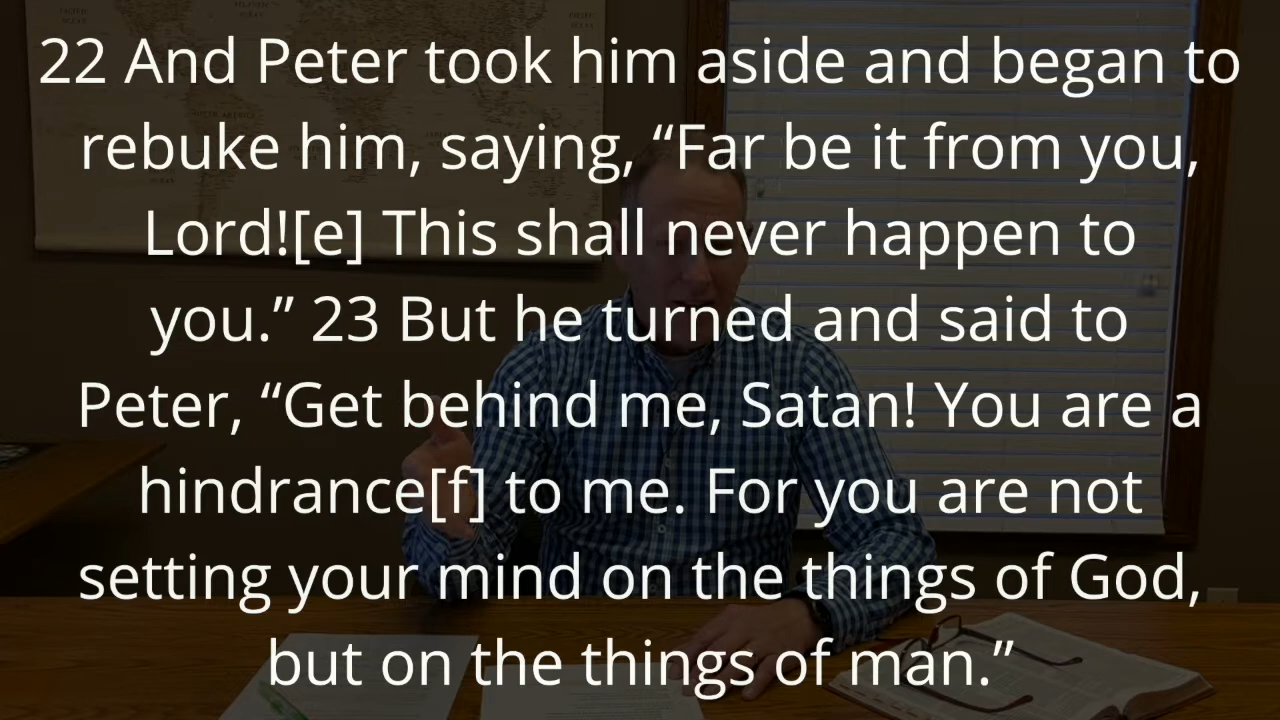 22 And Peter took him aside and began to
rebuke him, saying, “Far be it from you,
Lord![e] This shall never happen to
you.” 23 But he turned and said to
Peter, “Get behind me, Satan! You are a
hindrance[f] to me. For you are not
setting your mind on the things of God,
but on the things of man.”